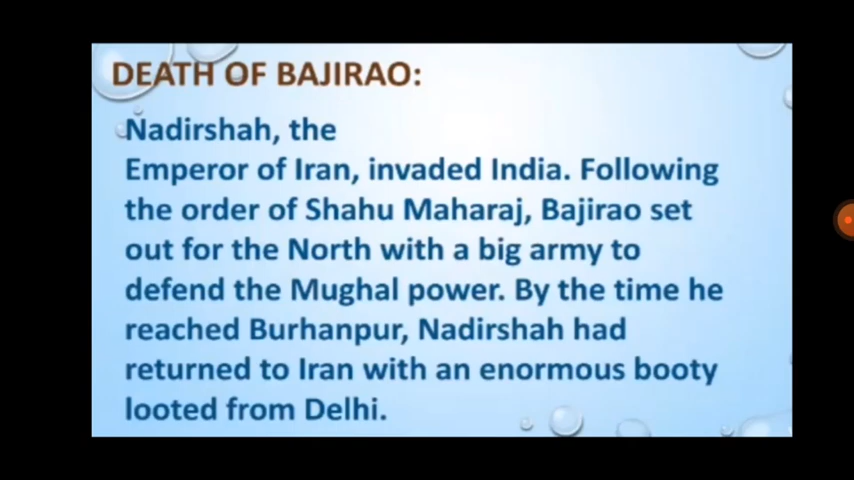 DEATH OF BAJIRAO:
Nadirshah, the
Emperor of Iran, invaded India. Following
the order of Shahu Maharaj, Bajirao set
out for the North with a big army to
defend the Mughal power. By the time he
reached Burhanpur, Nadirshah had
returned to Iran with an enormous booty
looted from Delhi.